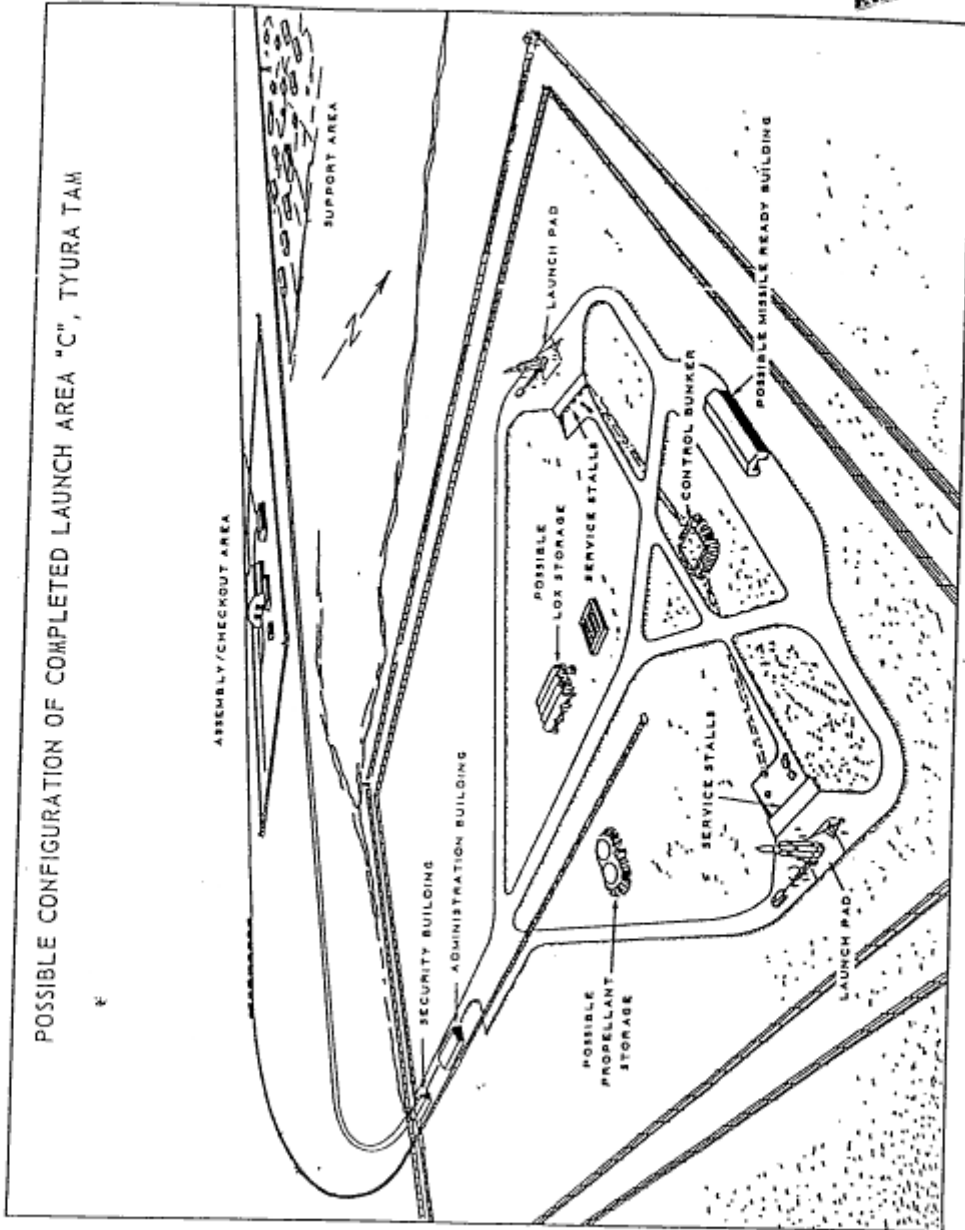 POSSIBLE CONFIGURATION OF COMPLETED LAUNCH AREA "C", TYURA TAM
ASSEMBLY/CHECKOUT AREA
SUPPORT AREA
N
SECURITY BUILDING
ADMINISTRATION BUILDING
LAUNCH PAD
POSSIBLE
LOX STORAGE
SERVICE STALLS
CONTROL BUNKER
POSSIBLE MISSILE READY BUILDING
POSSIBLE
PROPELLANT
STORAGE
SERVICE STALLS
LAUNCH PAD